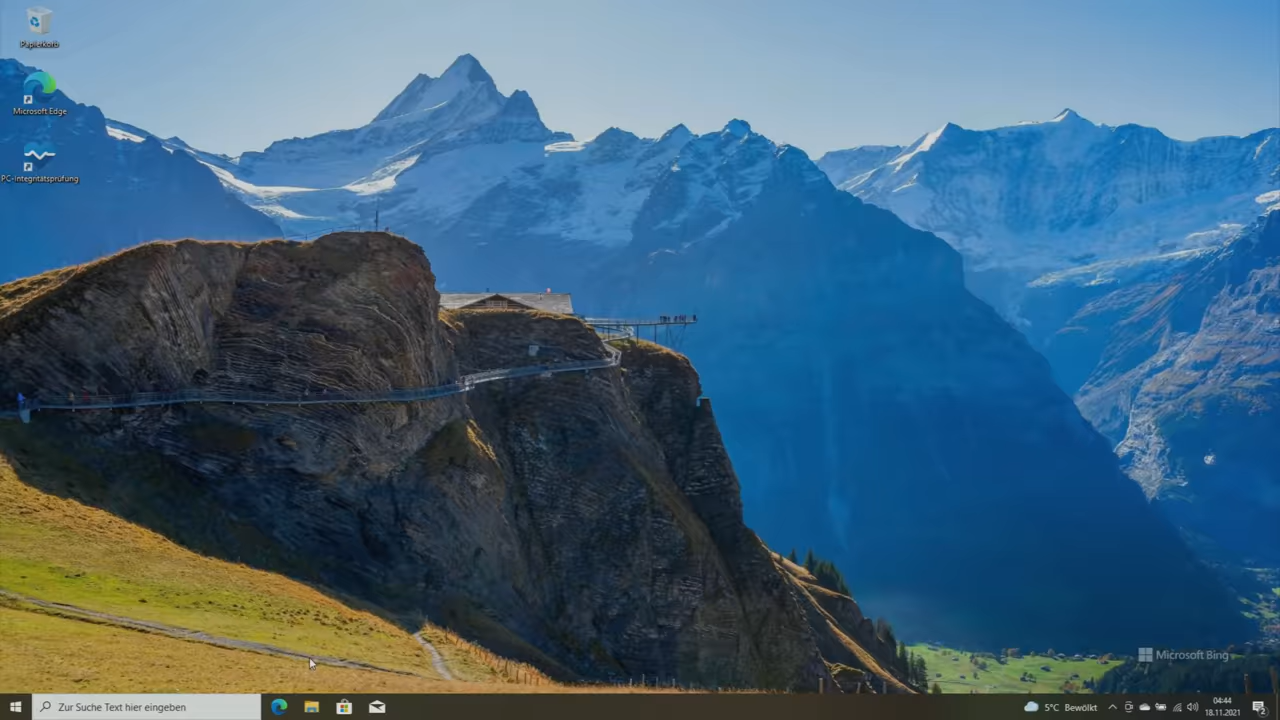 Papierkorb
Microsoft Edge
PC-Integritätsprüfung
Microsoft Bing
Zur Suche Text hier eingeben
5°C Bewölkt
04:44
18.11.2021
2